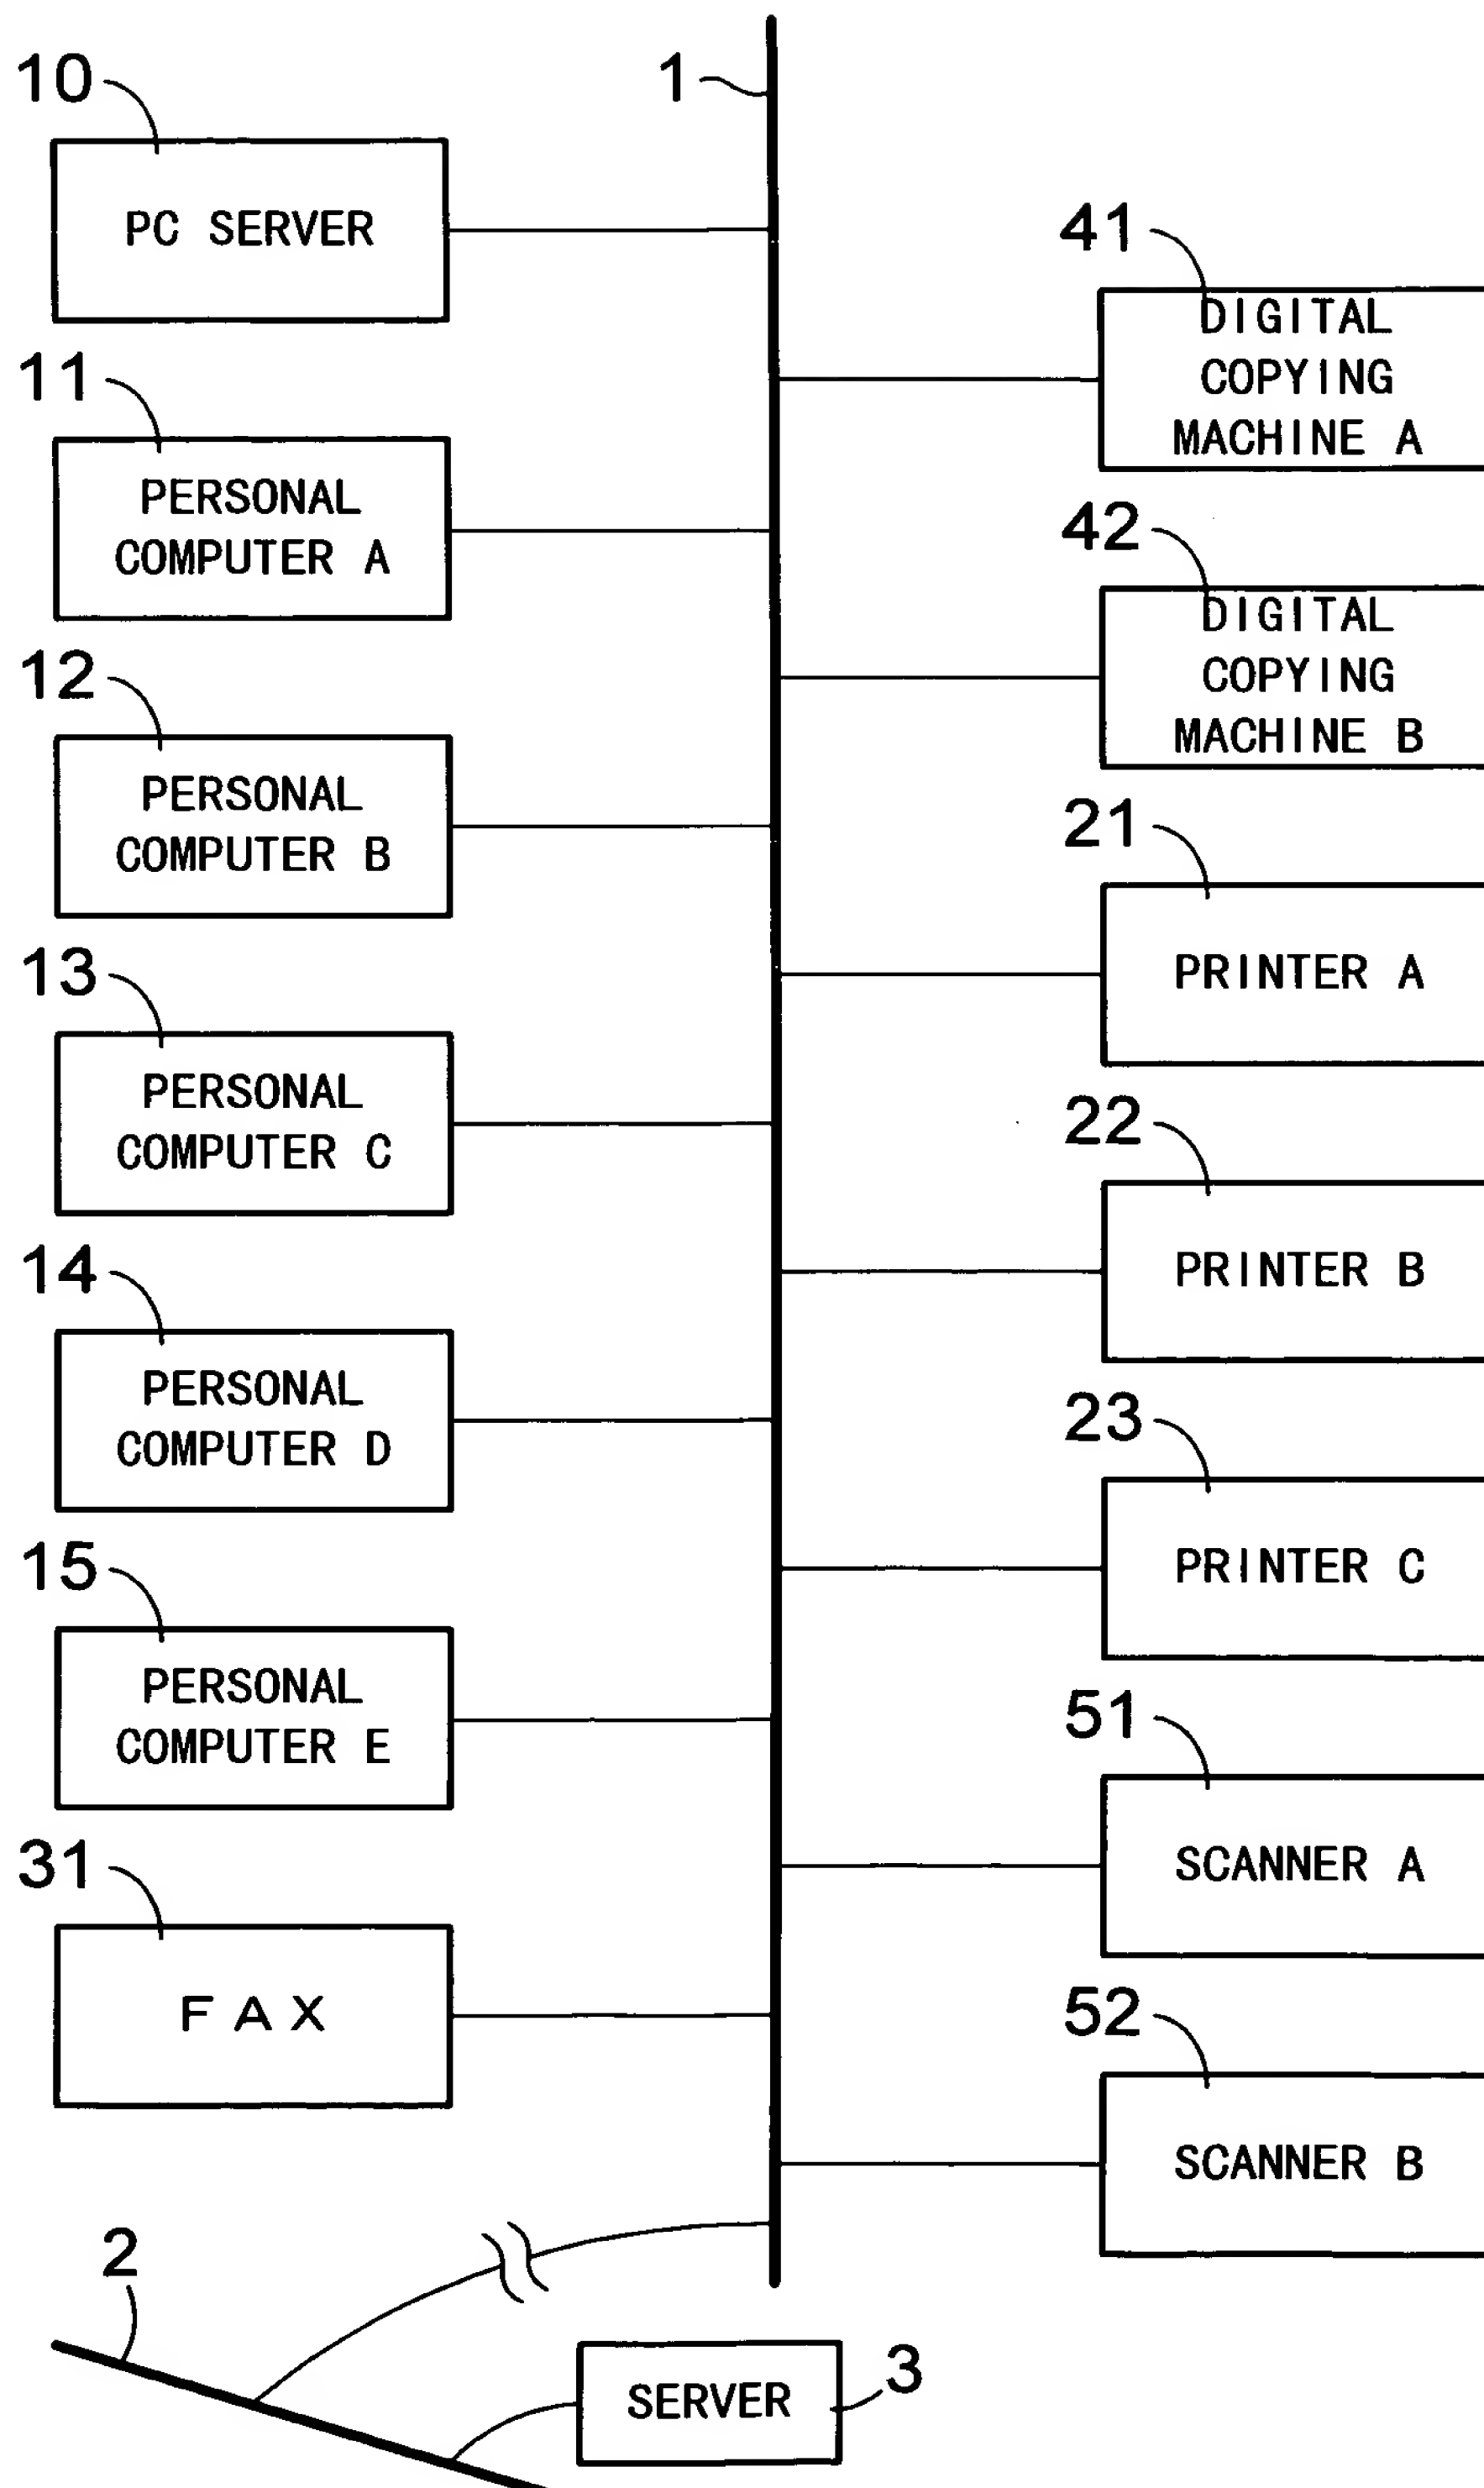 10
1
PC SERVER
41
DIGITAL
COPYING
MACHINE A
11
PERSONAL
COMPUTER A
42
DIGITAL
COPYING
MACHINE B
12
PERSONAL
COMPUTER B
21
PRINTER A
13
PERSONAL
COMPUTER C
22
PRINTER B
14
PERSONAL
COMPUTER D
23
PRINTER C
15
PERSONAL
COMPUTER E
51
SCANNER A
31
FAX
52
SCANNER B
2
SERVER
3